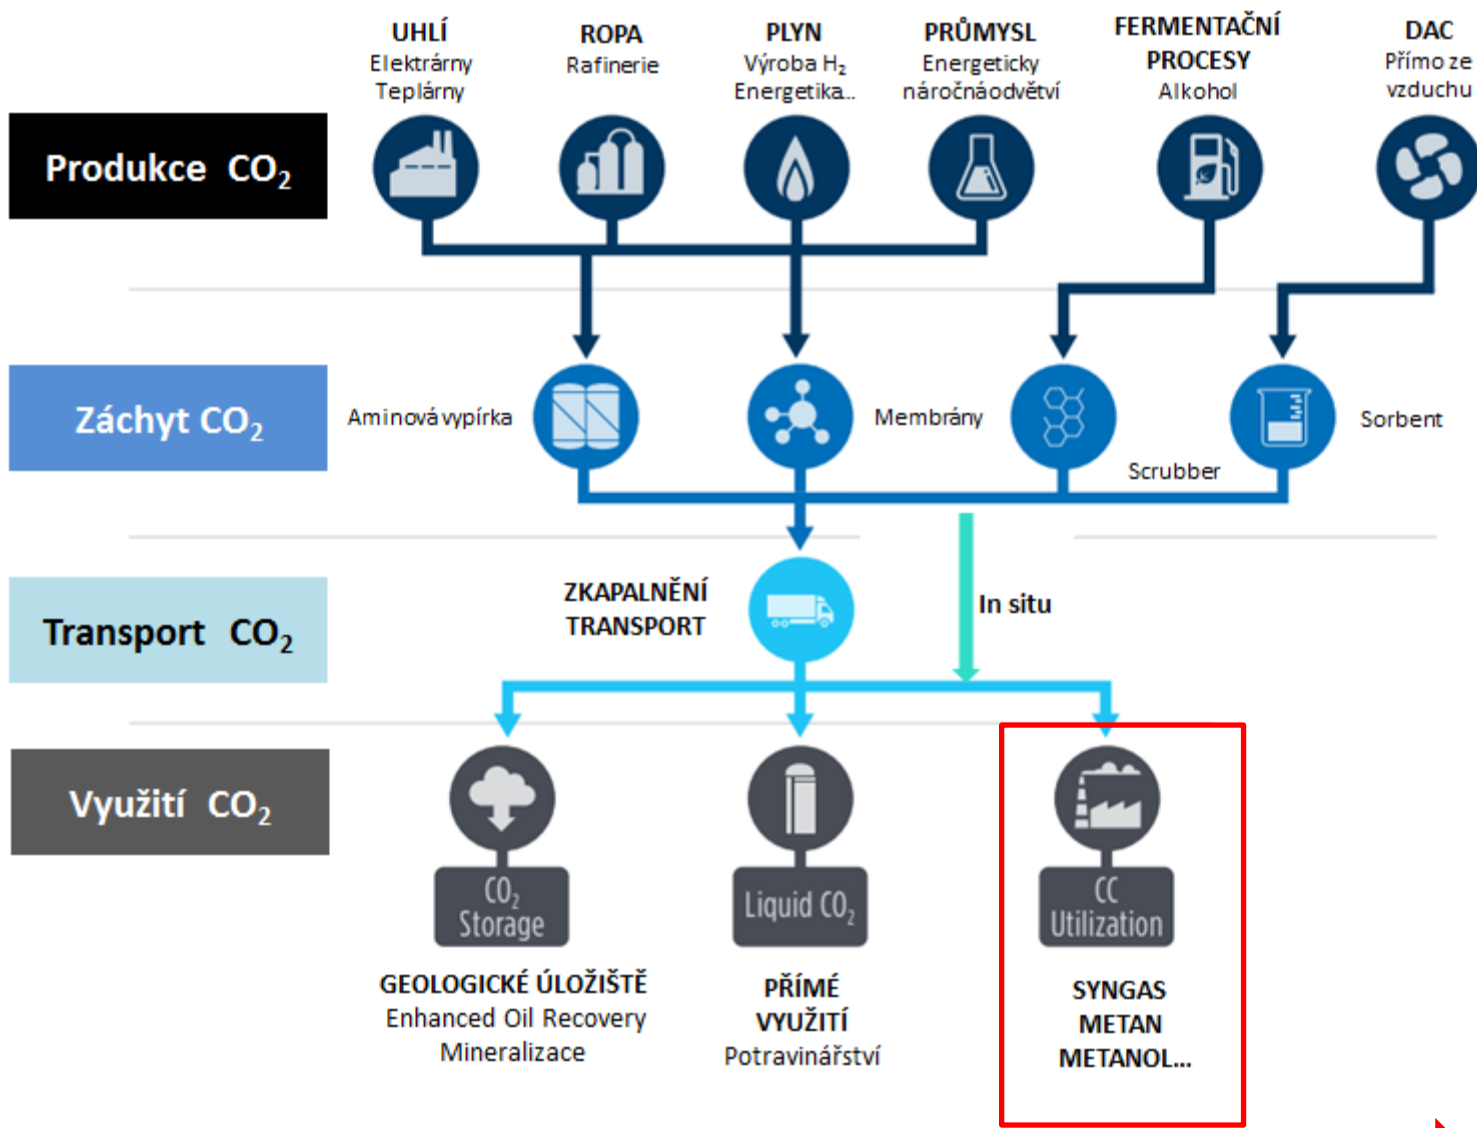 UHLÍ
Elektrárny
Teplárny
ROPA
Rafinerie
PLYN
Výroba H₂
Energetika...
PRŮMYSL
Energeticky
náročnáodvětví
FERMENTAČNÍ
PROCESY
Alkohol
DAC
Přímo ze
vzduchu
Produkce CO₂
Záchyt CO₂
Aminová vypírka
Membrány
Scrubber
Sorbent
Transport CO₂
ZKAPALNĚNÍ
TRANSPORT
In situ
Využití CO₂
CO₂
Storage
Liquid CO₂
CC
Utilization
GEOLOGICKÉ ÚLOŽIŠTĚ
Enhanced Oil Recovery
Mineralizace
PŘÍMÉ
VYUŽITÍ
Potravinářství
SYNGAS
METAN
METANOL...